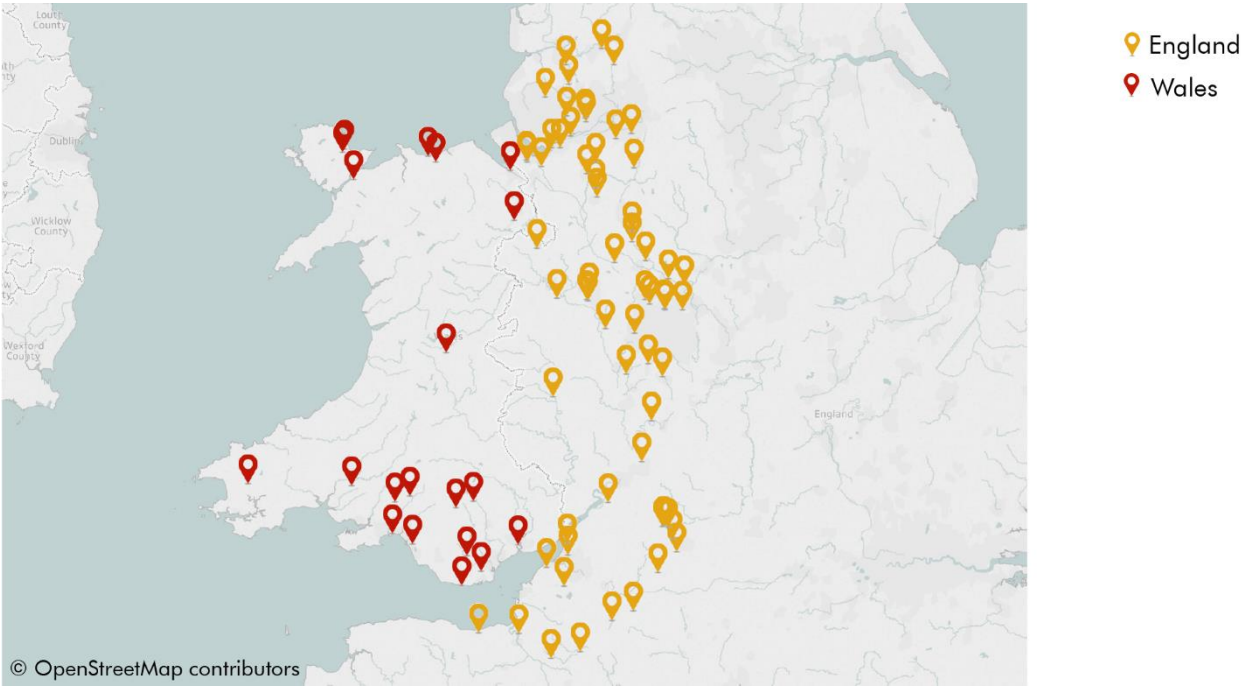 Louth
County
Dublin
Wicklow
County
Wexford
County
England
© OpenStreetMap contributors
England
Wales